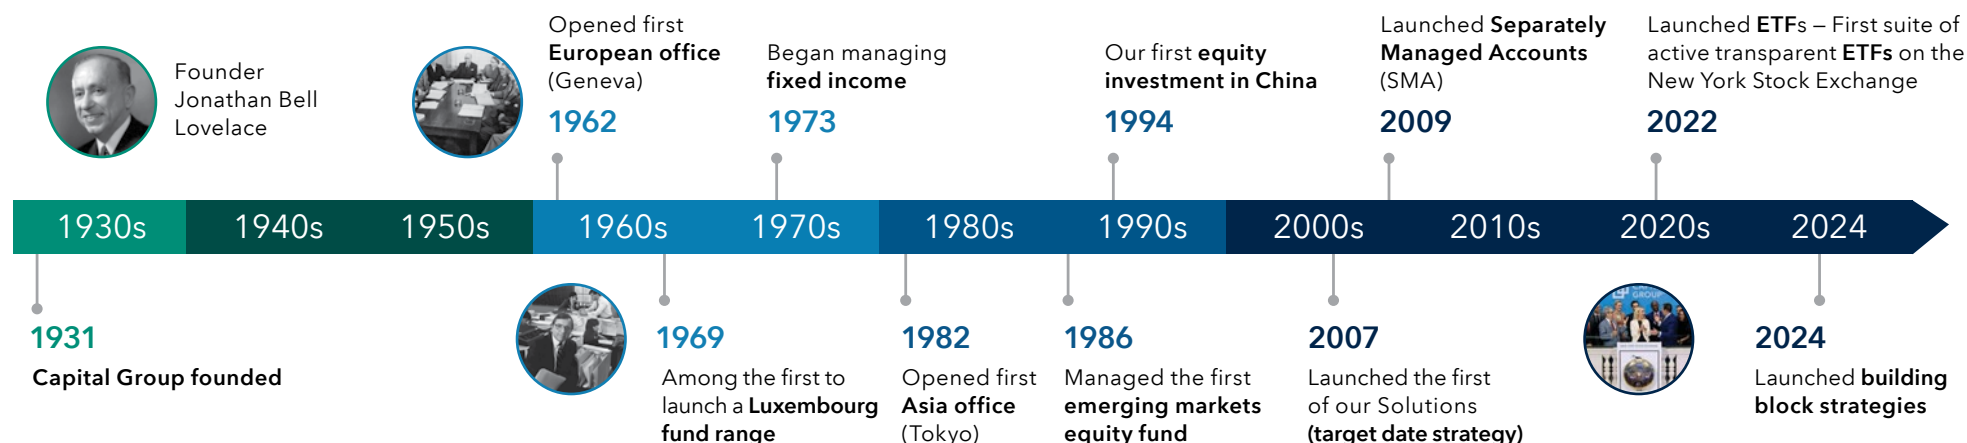 Founder
Jonathan Bell
Lovelace
Opened first
European office
(Geneva)
1962
Began managing
fixed income
1973
Our first equity
investment in China
1994
Launched Separately
Managed Accounts
(SMA)
2009
Launched ETFs – First suite of
active transparent ETFs on the
New York Stock Exchange
2022
1930s
1940s
1950s
1960s
1970s
1980s
1990s
2000s
2010s
2020s
2024
1931
Capital Group founded
1969
Among the first to
launch a Luxembourg
fund range
1982
Opened first
Asia office
(Tokyo)
1986
Managed the first
emerging markets
equity fund
2007
Launched the first
of our Solutions
(target date strategy)
GROUP
2024
Launched building
block strategies